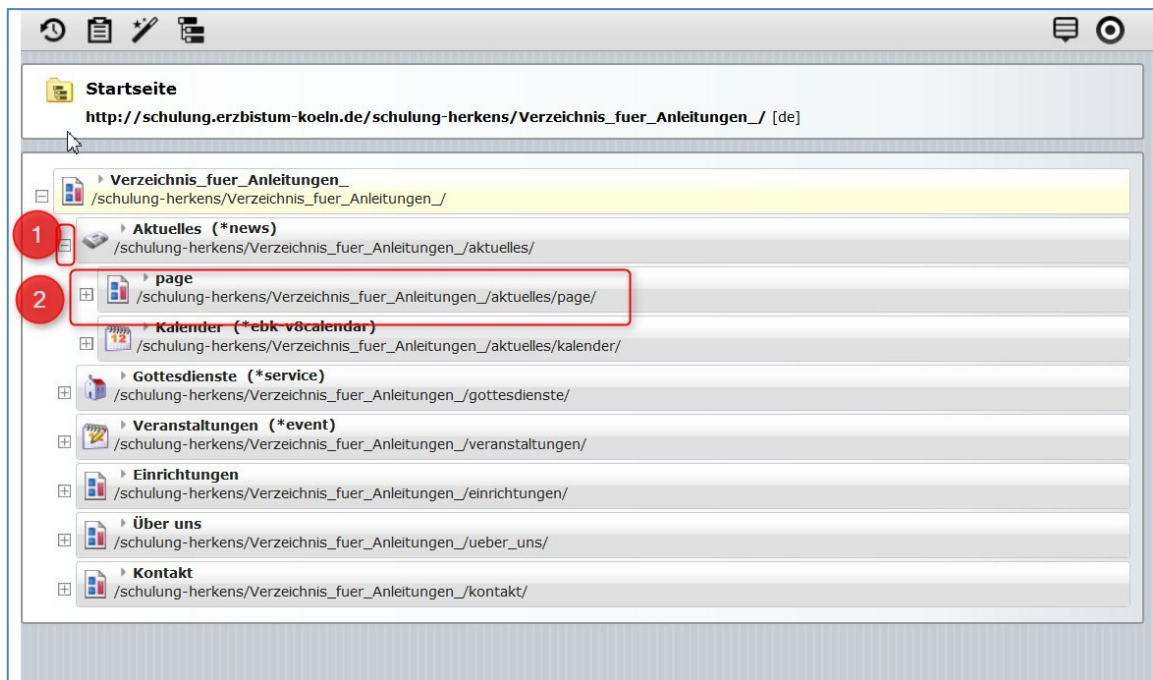 Startseite
http://schulung.erzbistum-koeln.de/schulung-herkens/Verzeichnis_fuer_Anleitungen_/ [de]
Verzeichnis_fuer_Anleitungen_
/schulung-herkens/Verzeichnis_fuer_Anleitungen_/
1
Aktuelles (*news)
/schulung-herkens/Verzeichnis_fuer_Anleitungen_/aktuelles/
2
page
/schulung-herkens/Verzeichnis_fuer_Anleitungen_/aktuelles/page/
12
Kalender (*ebk-v8calendar)
/schulung-herkens/Verzeichnis_fuer_Anleitungen_/aktuelles/kalender/
Gottesdienste (*service)
/schulung-herkens/Verzeichnis_fuer_Anleitungen_/gottesdienste/
Veranstaltungen (*event)
/schulung-herkens/Verzeichnis_fuer_Anleitungen_/veranstaltungen/
Einrichtungen
/schulung-herkens/Verzeichnis_fuer_Anleitungen_/einrichtungen/
Über uns
/schulung-herkens/Verzeichnis_fuer_Anleitungen_/ueber_uns/
Kontakt
/schulung-herkens/Verzeichnis_fuer_Anleitungen_/kontakt/